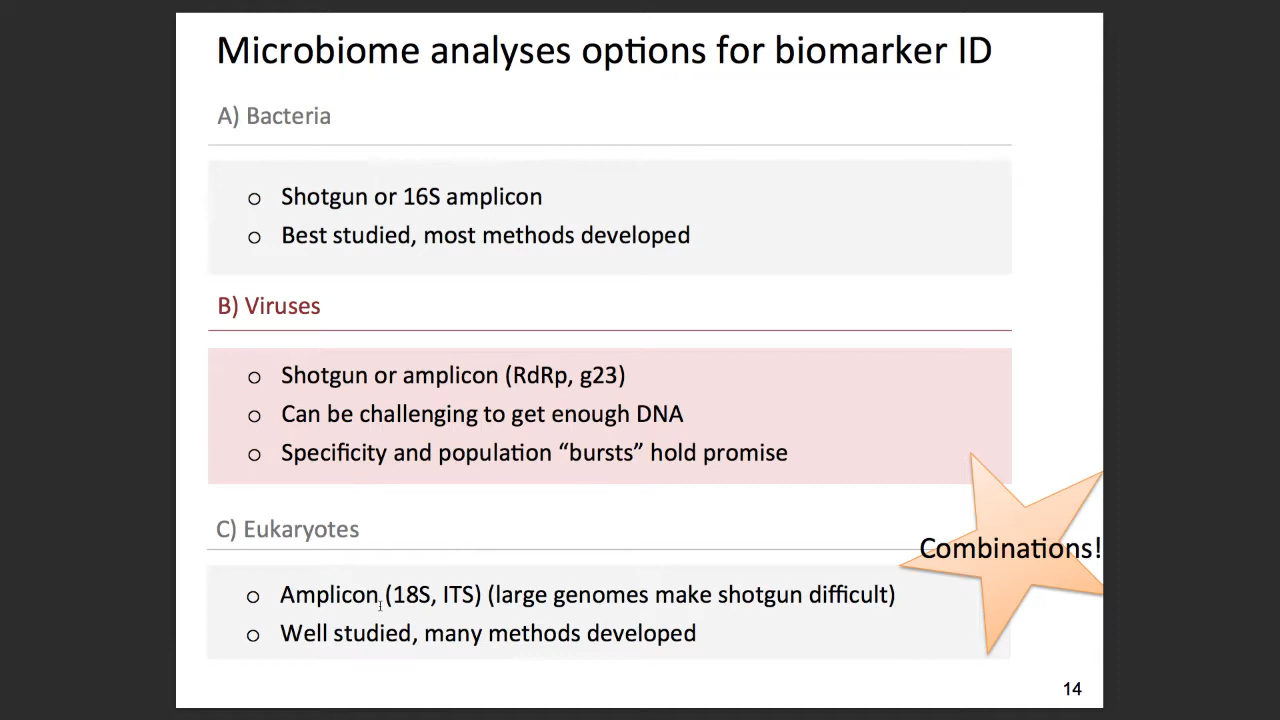 Microbiome analyses options for biomarker ID
A) Bacteria
Shotgun or 16S amplicon
Best studied, most methods developed
B) Viruses
Shotgun or amplicon (RdRp, g23)
Can be challenging to get enough DNA
Specificity and population “bursts” hold promise
C) Eukaryotes
Combinations!
Amplicon (18S, ITS) (large genomes make shotgun difficult)
Well studied, many methods developed
14